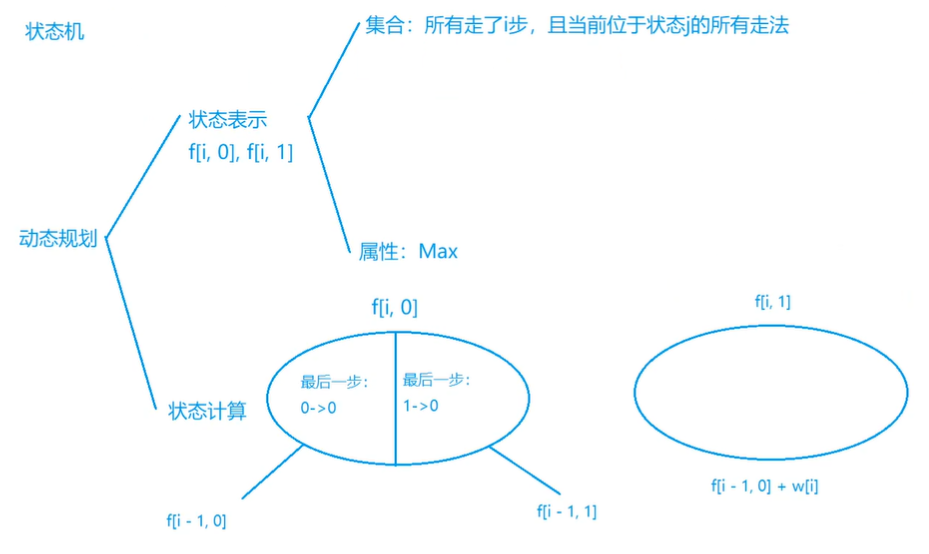 状态机
集合：所有走了i步，且当前位于状态j的所有走法
状态表示
f[i, 0], f[i, 1]
动态规划
属性：Max
f[i, 0]
f[i, 1]
最后一步：
0->0
最后一步：
1->0
状态计算
f[i - 1, 0] + w[i]
f[i - 1, 0]
f[i - 1, 1]